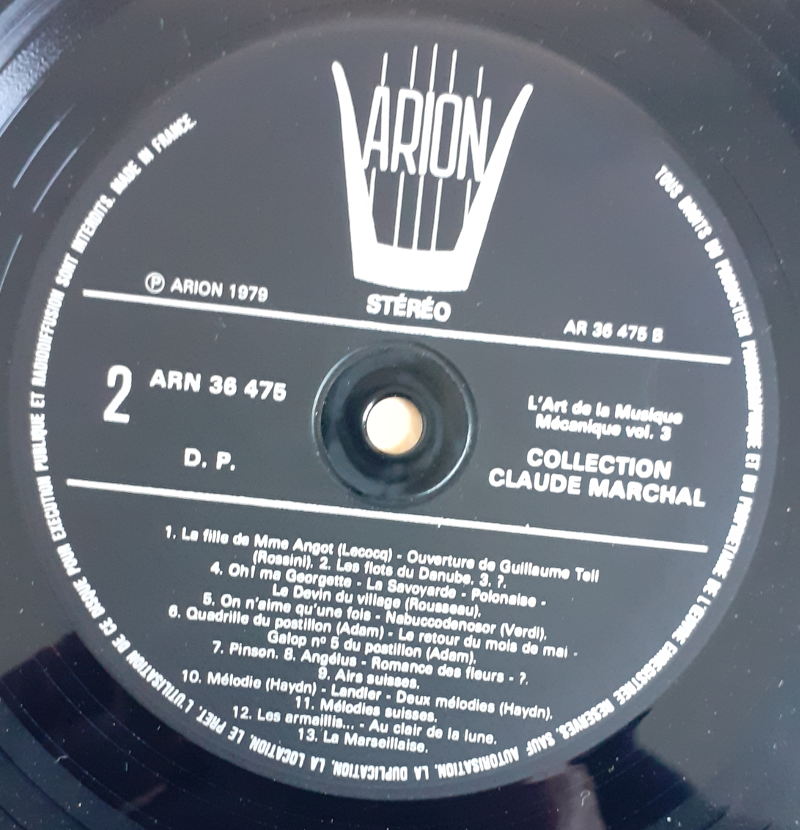 ARION
STÉRÉO
Ⓟ ARION 1979
AR 36 475 B
2
ARN 36 475
D. P.
L'Art de la Musique
Mécanique vol. 3
COLLECTION
CLAUDE MARCHAL
1. La fille de Mme Angot (Lecocq) - Ouverture de Guillaume Tell
(Rossini). 2. Les flots du Danube. 3. ?.
4. Oh! ma Georgette - La Savoyarde - Polonaise -
Le Devin du village (Rousseau).
5. On n'aime qu'une fois - Nabuccodenosor (Verdi).
6. Quadrille du postillon (Adam) - Le retour du mois de mai -
Galop nº 5 du postillon (Adam).
7. Pinson. 8. Angélus - Romance des fleurs - ?.
9. Airs suisses.
10. Mélodie (Haydn) - Landler - Deux mélodies (Haydn).
11. Mélodies suisses.
12. Les armaillis... - Au clair de la lune.
13. La Marseillaise.
TOUS DROITS DU PRODUCTEUR PHONOGRAPHIQUE ET DU PROPRIETAIRE DE L'ŒUVRE ENREGISTREE RESERVES. SAUF AUTORISATION, LA DUPLICATION, LA LOCATION, LE PRET, L'UTILISATION DE CE DISQUE POUR EXECUTION PUBLIQUE ET RADIODIFFUSION SONT INTERDITS. MADE IN FRANCE.